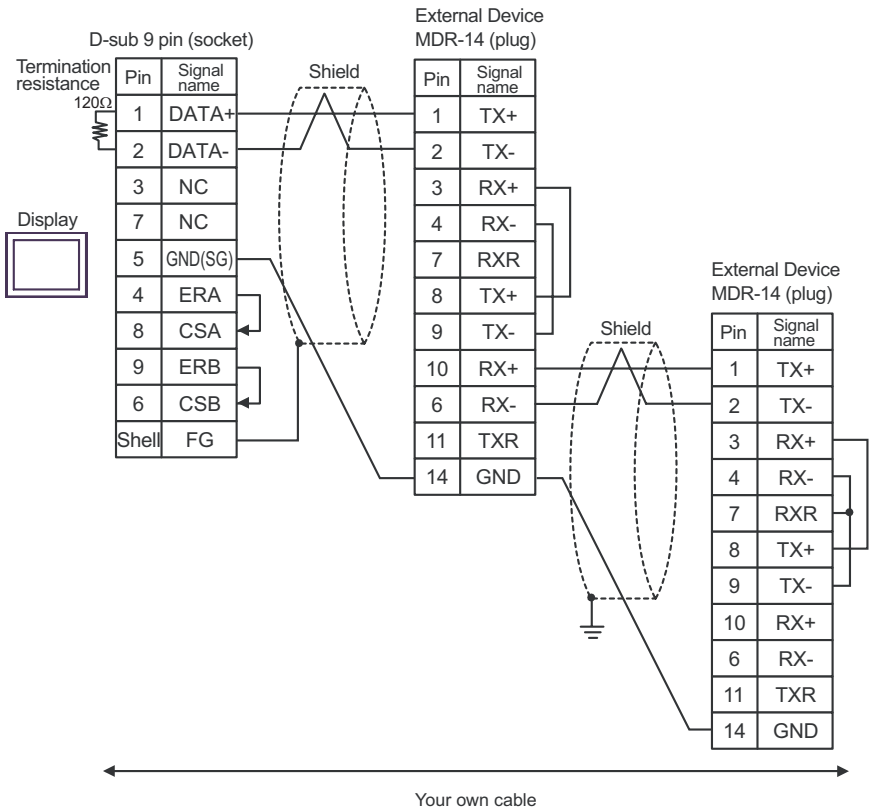 D-sub 9 pin (socket)
Termination
resistance
120Ω
Pin Signal name
1 DATA+
2 DATA-
3 NC
7 NC
5 GND(SG)
4 ERA
8 CSA
9 ERB
6 CSB
Shell FG
Display
Shield
External Device
MDR-14 (plug)
Pin Signal name
1 TX+
2 TX-
3 RX+
4 RX-
7 RXR
8 TX+
9 TX-
10 RX+
6 RX-
11 TXR
14 GND
Shield
External Device
MDR-14 (plug)
Pin Signal name
1 TX+
2 TX-
3 RX+
4 RX-
7 RXR
8 TX+
9 TX-
10 RX+
6 RX-
11 TXR
14 GND
Your own cable